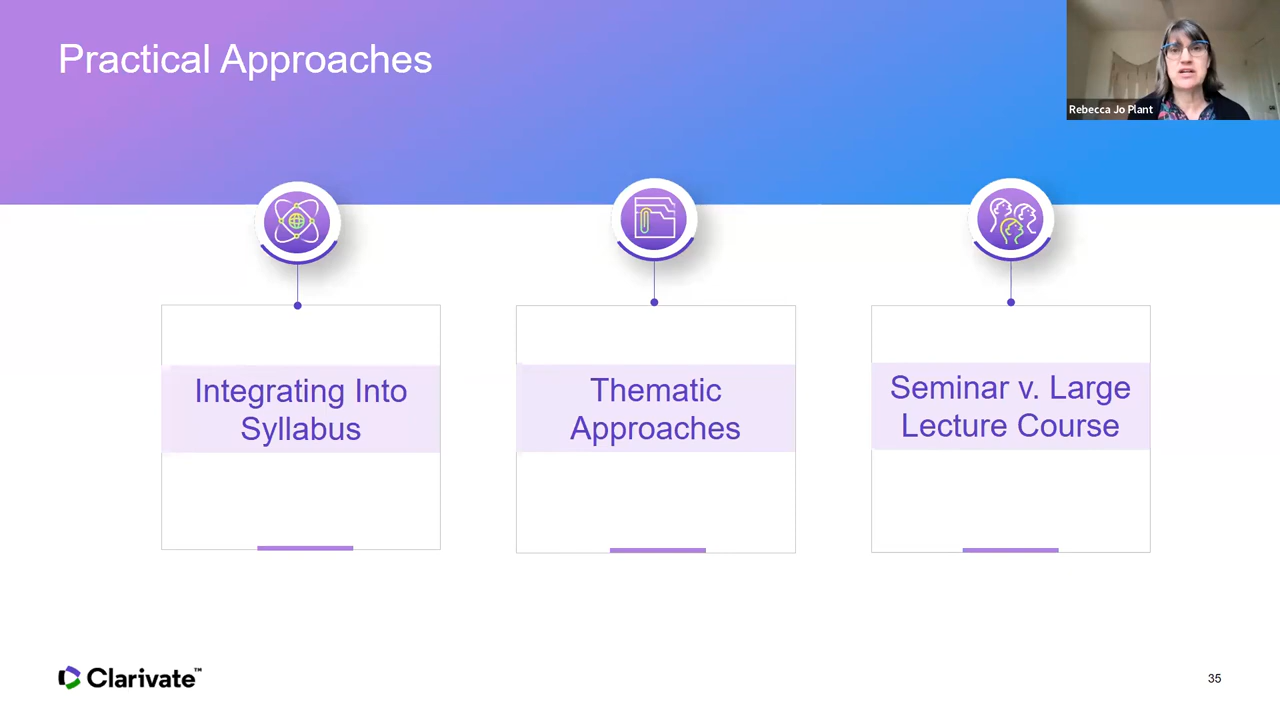 Practical Approaches
Rebecca Jo Plant
Integrating Into
Syllabus
Thematic
Approaches
Seminar v. Large
Lecture Course
Clarivate™
35